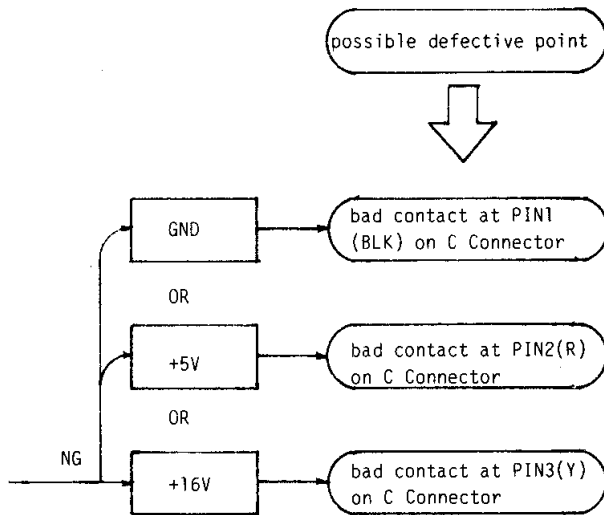 possible defective point
GND
bad contact at PIN1
(BLK) on C Connector
OR
+5V
bad contact at PIN2(R)
on C Connector
OR
NG
+16V
bad contact at PIN3(Y)
on C Connector